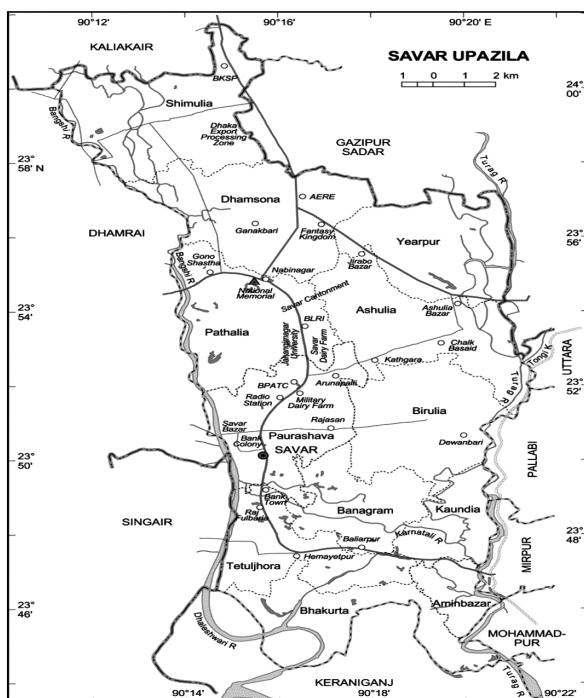 90°12'
90°16'
90°20' E
KALIAKAIR
SAVAR UPAZILA
1 0 1 2 km
BKSP
24°
00'
Shimulia
Bangshi R
Dhaka
Export
Processing
Zone
GAZIPUR
SADAR
Turag R
23°
58'
AERE
Dhamsona
Ganakbari
Fantasy
Kingdom
Yearpur
DHAMRAI
23°
56'
Gono
Shastha
Jirabo
Bazar
Bangshi R
Nabinagar
National
Memorial
Savar Cantonment
Ashulia
Ashulia
Bazar
23°
54'
BLRI
Pathalia
Jahangirnagar
University
Savar
Dairy Farm
Chalk
Basaid
Kathgara
Tongi K
UTTARA
23°
52'
BPATC
Arunapalli
Radio
Station
Military
Dairy Farm
Turag R
Birulia
Rajasan
Savar
Bazar
Paurashava
Bank
Colony
SAVAR
Dewanbari
23°
50'
PALLABI
Bank
Town
Raj
Fulbaria
Banagram
Kaundia
SINGAIR
Karnatali R
23°
48'
Baliarpur
MIRPUR
Hemayetpur
Tetuljhora
23°
46'
Bhakurta
Aminbazar
Dhaleshwari R
MOHAMMAD-
PUR
KERANIGANJ
Turag R
90°14'
90°18'
90°22'